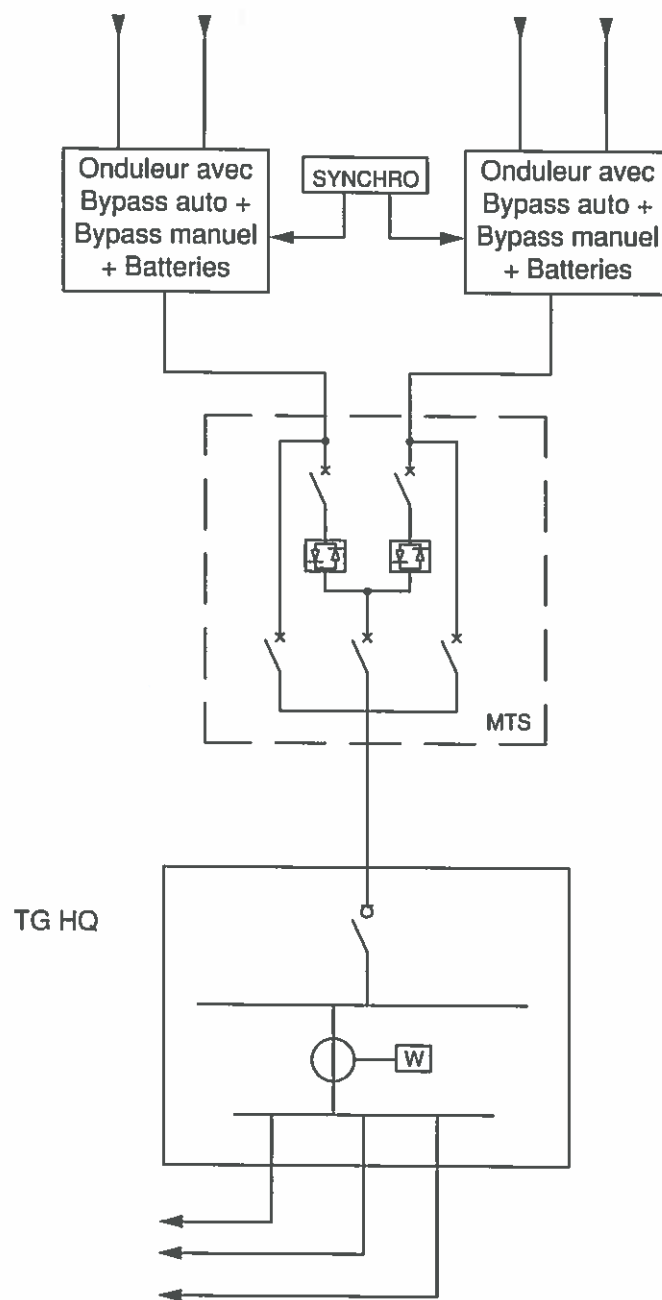 Onduleur avec
Bypass auto +
Bypass manuel
+ Batteries
SYNCHRO
Onduleur avec
Bypass auto +
Bypass manuel
+ Batteries
MTS
TG HQ
W